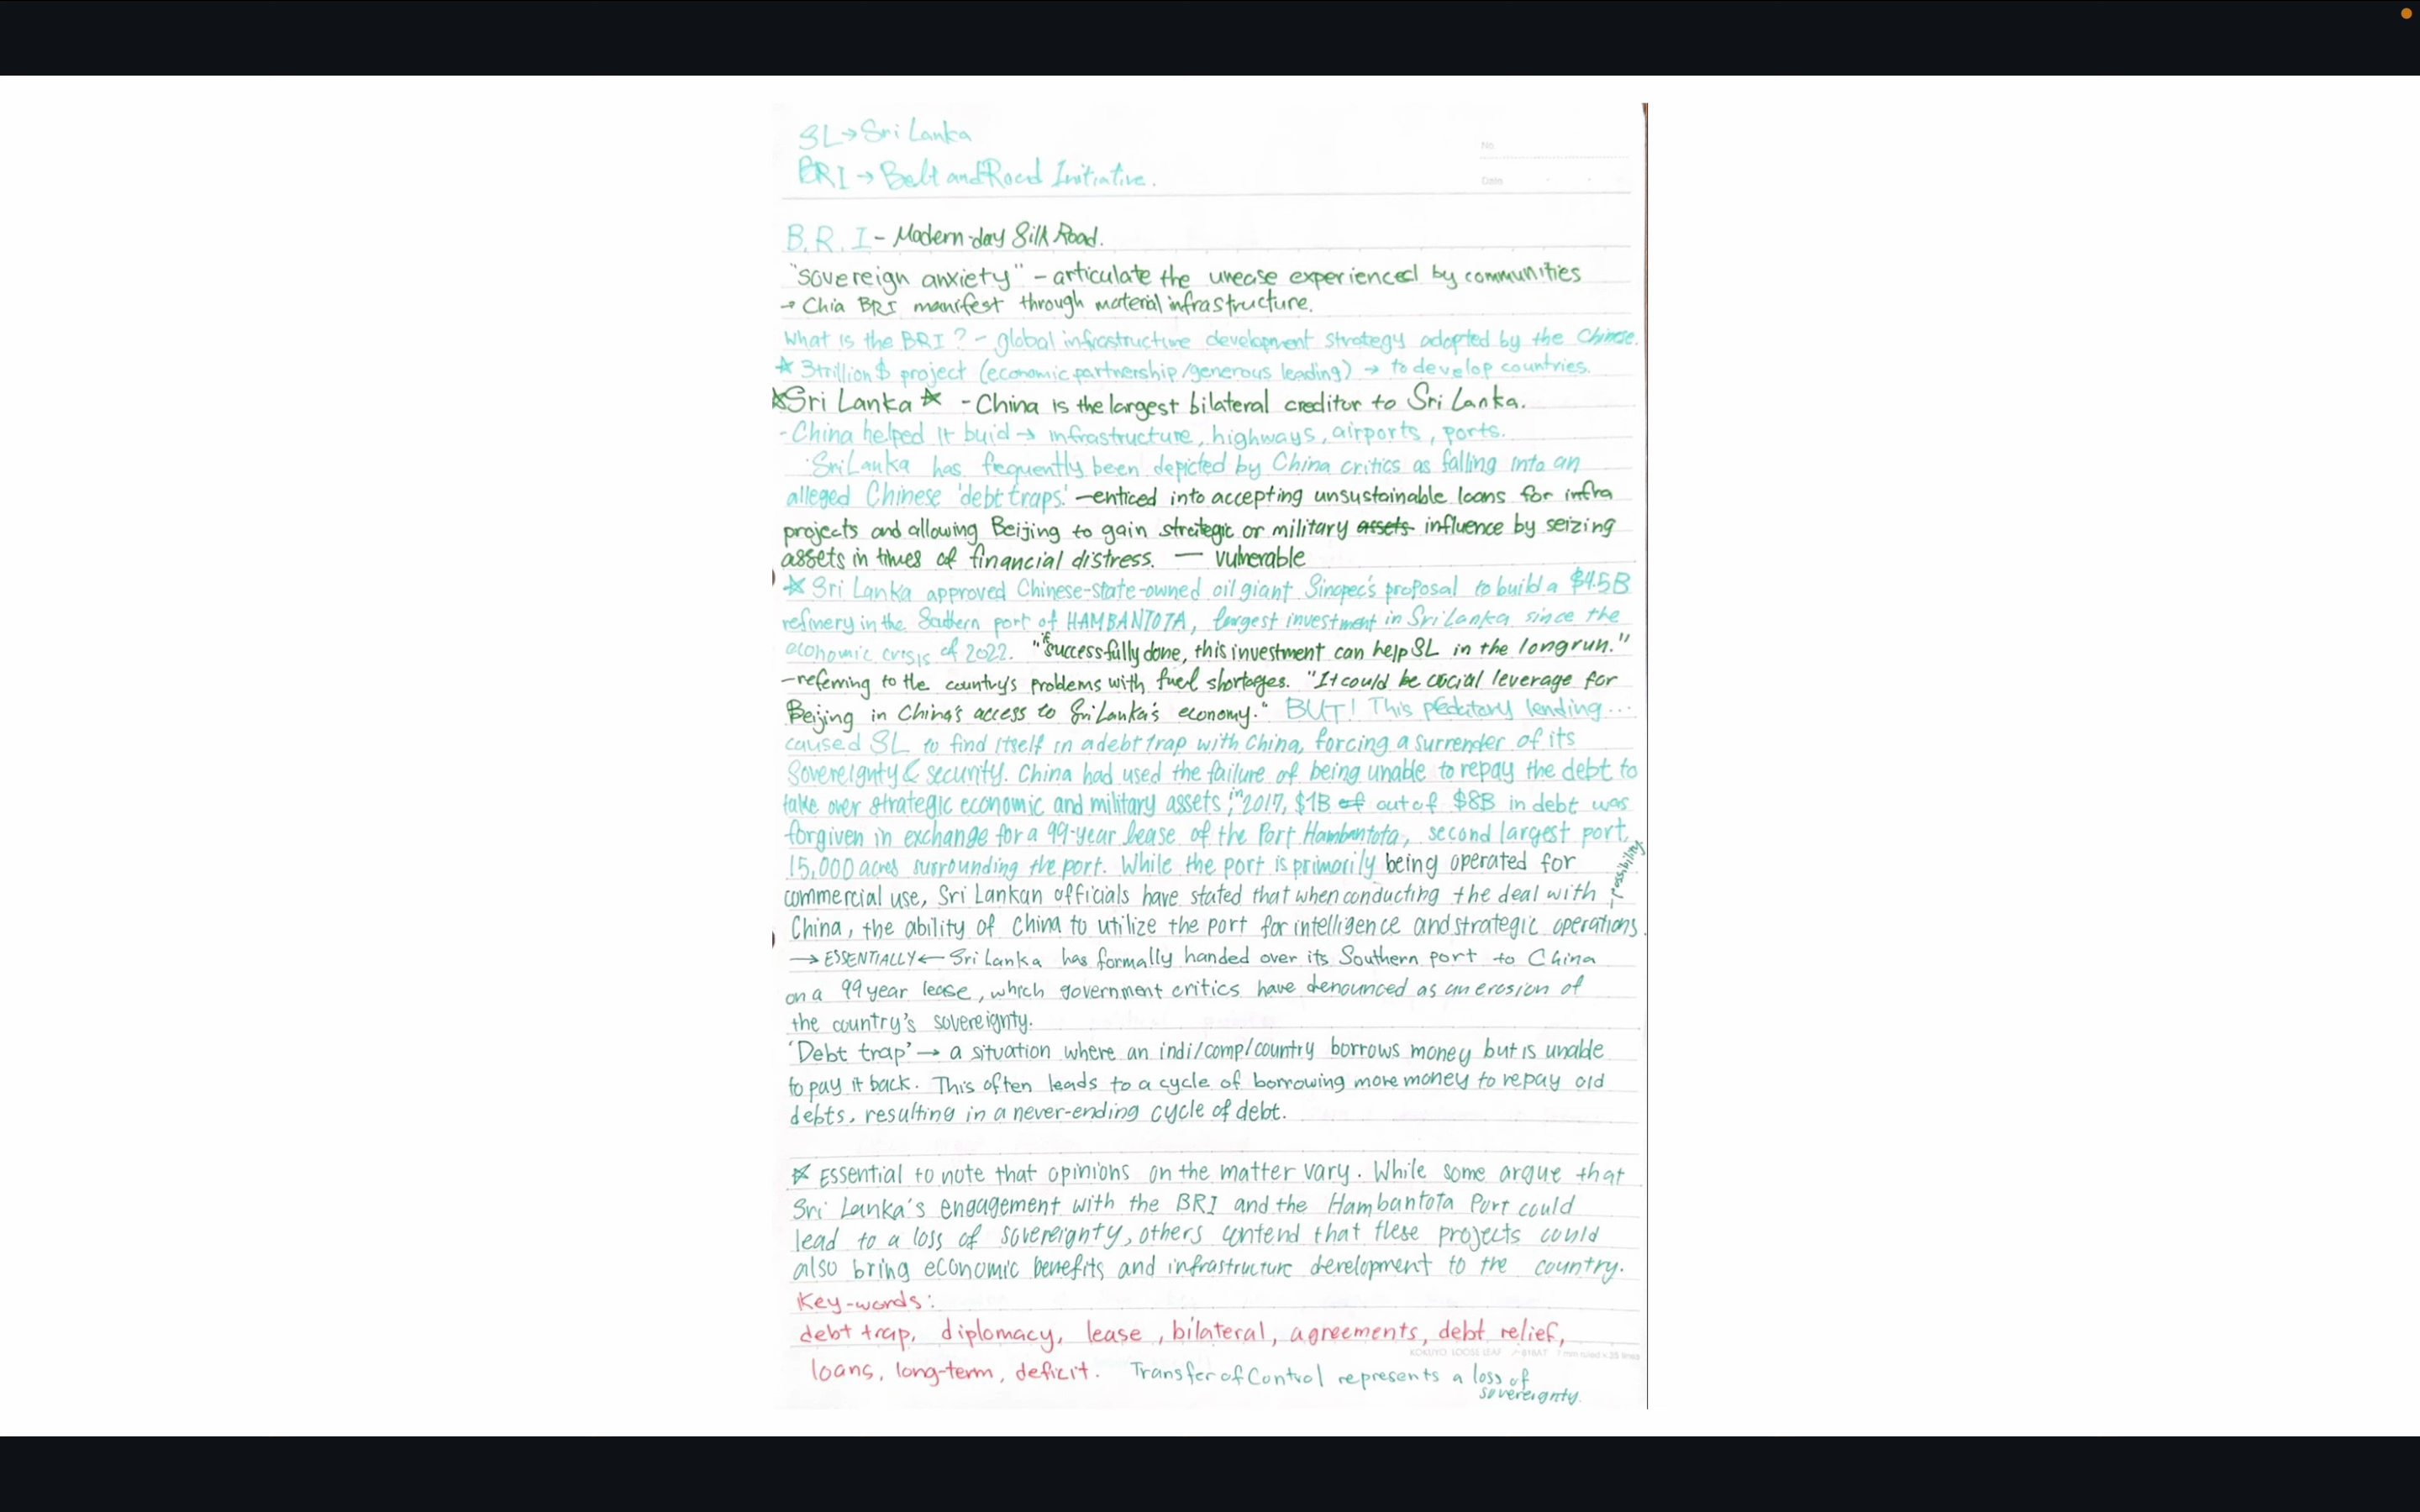 SL→Sri Lanka
BRI → Belt and Road Initiative.
No
Date
B.R.I - Modern-day Silk Road.
"sovereign anxiety" - articulate the unease experienced by communities
→ Chia BRI manifest through material infrastructure.
What is the BRI? - global infrastructure development strategy adopted by the Chinese.
☆ 3trillion$ project (economic partnership/generous leading) → to develop countries.
☆Sri Lanka☆ - China is the largest bilateral creditor to Sri Lanka.
- China helped it buid → infrastructure, highways, airports, ports.
·Sri Lanka has frequently been depicted by China critics as falling into an
alleged Chinese 'debt traps.' -enticed into accepting unsustainable loans for infra
projects and allowing Beijing to gain strategic or military assets influence by seizing
assets in times of financial distress. — vulnerable
☆ Sri Lanka approved Chinese-state-owned oil giant Sinopec's proposal to build a $4.5B
refinery in the Southern port of HAMBANTOTA, largest investment in Sri Lanka since the
economic crisis of 2022. "if successfully done, this investment can help SL in the longrun."
-referring to the country's problems with fuel shortages. "It could be cucial leverage for
Beijing in China's access to Sri Lanka's economy." BUT! This lending...
caused SL to find itself in a debt trap with China, forcing a surrender of its
Sovereignty & security. China had used the failure of being unable to repay the debt to
take over strategic economic and military assets; in 2017, $1B of out of $8B in debt was
forgiven in exchange for a 99-year lease of the Port Hambantota, second largest port,
15,000 acres surrounding the port. While the port is primarily being operated for
commercial use, Sri Lankan officials have stated that when conducting the deal with
China, the ability of China to utilize the port for intelligence and strategic operations
-possibility
→ ESSENTIALLY ← Sri Lanka has formally handed over its Southern port to China
on a 99 year lease, which government critics have denounced as an erosion of
the country's sovereignty.
'Debt trap' → a situation where an indi/comp/country borrows money but is unable
to pay it back. This often leads to a cycle of borrowing more money to repay old
debts, resulting in a never-ending cycle of debt.
☆ Essential to note that opinions on the matter vary. While some argue that
Sri Lanka's engagement with the BRI and the Hambantota Port could
lead to a loss of sovereignty, others contend that these projects could
also bring economic benefits and infrastructure development to the country.
Key-words:
debt trap, diplomacy, lease, bilateral, agreements, debt relief,
KOKUYO LOOSE LEAF 7 mm ruled × 35 lines
loans, long-term, deficit. Transfer of Control represents a loss of
sovereignty.